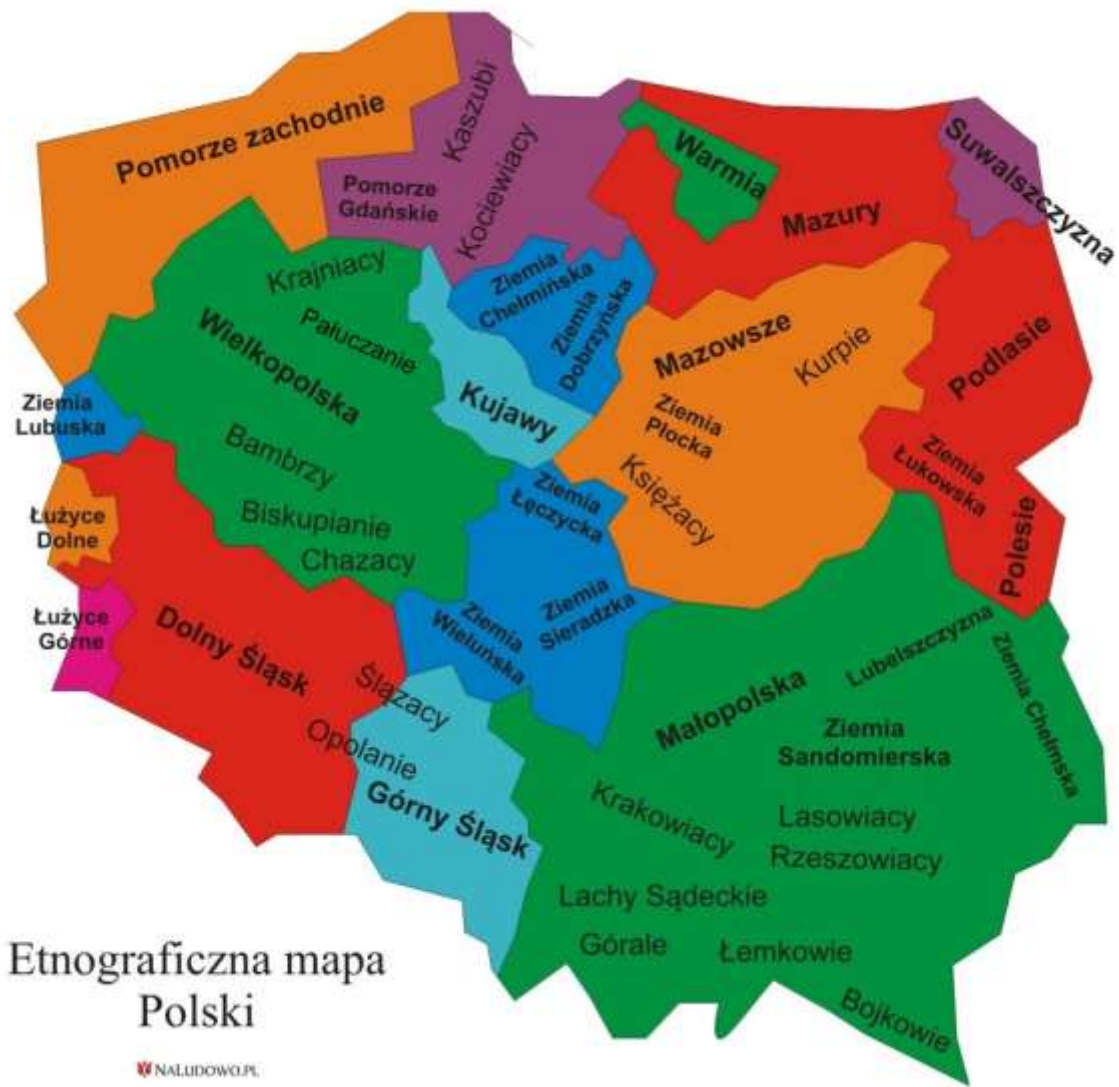 Pomorze zachodnie
Kaszubi
Kociewiacy
Pomorze
Gdańskie
Warmia
Mazury
Suwalszczyzna
Krajniacy
Pałuczanie
Wielkopolska
Ziemia
Chełmińska
Ziemia
Dobrzyńska
Kujawy
Mazowsze
Kurpie
Ziemia
Płocka
Księżacy
Podlasie
Ziemia
Łukowska
Polesie
Ziemia
Lubuska
Bambrzy
Biskupianie
Chazacy
Ziemia
Łęczycka
Ziemia
Sieradzka
Ziemia
Wieluńska
Łużyce
Dolne
Łużyce
Górne
Dolny Śląsk
Ślązacy
Opolanie
Górny Śląsk
Małopolska
Lubelszczyzna
Ziemia Chełmska
Ziemia
Sandomierska
Krakowiacy
Lasowiacy
Rzeszowiacy
Lachy Sądeckie
Górale
Łemkowie
Bojkowie
Etnograficzna mapa
Polski
NALUDOWO.PL